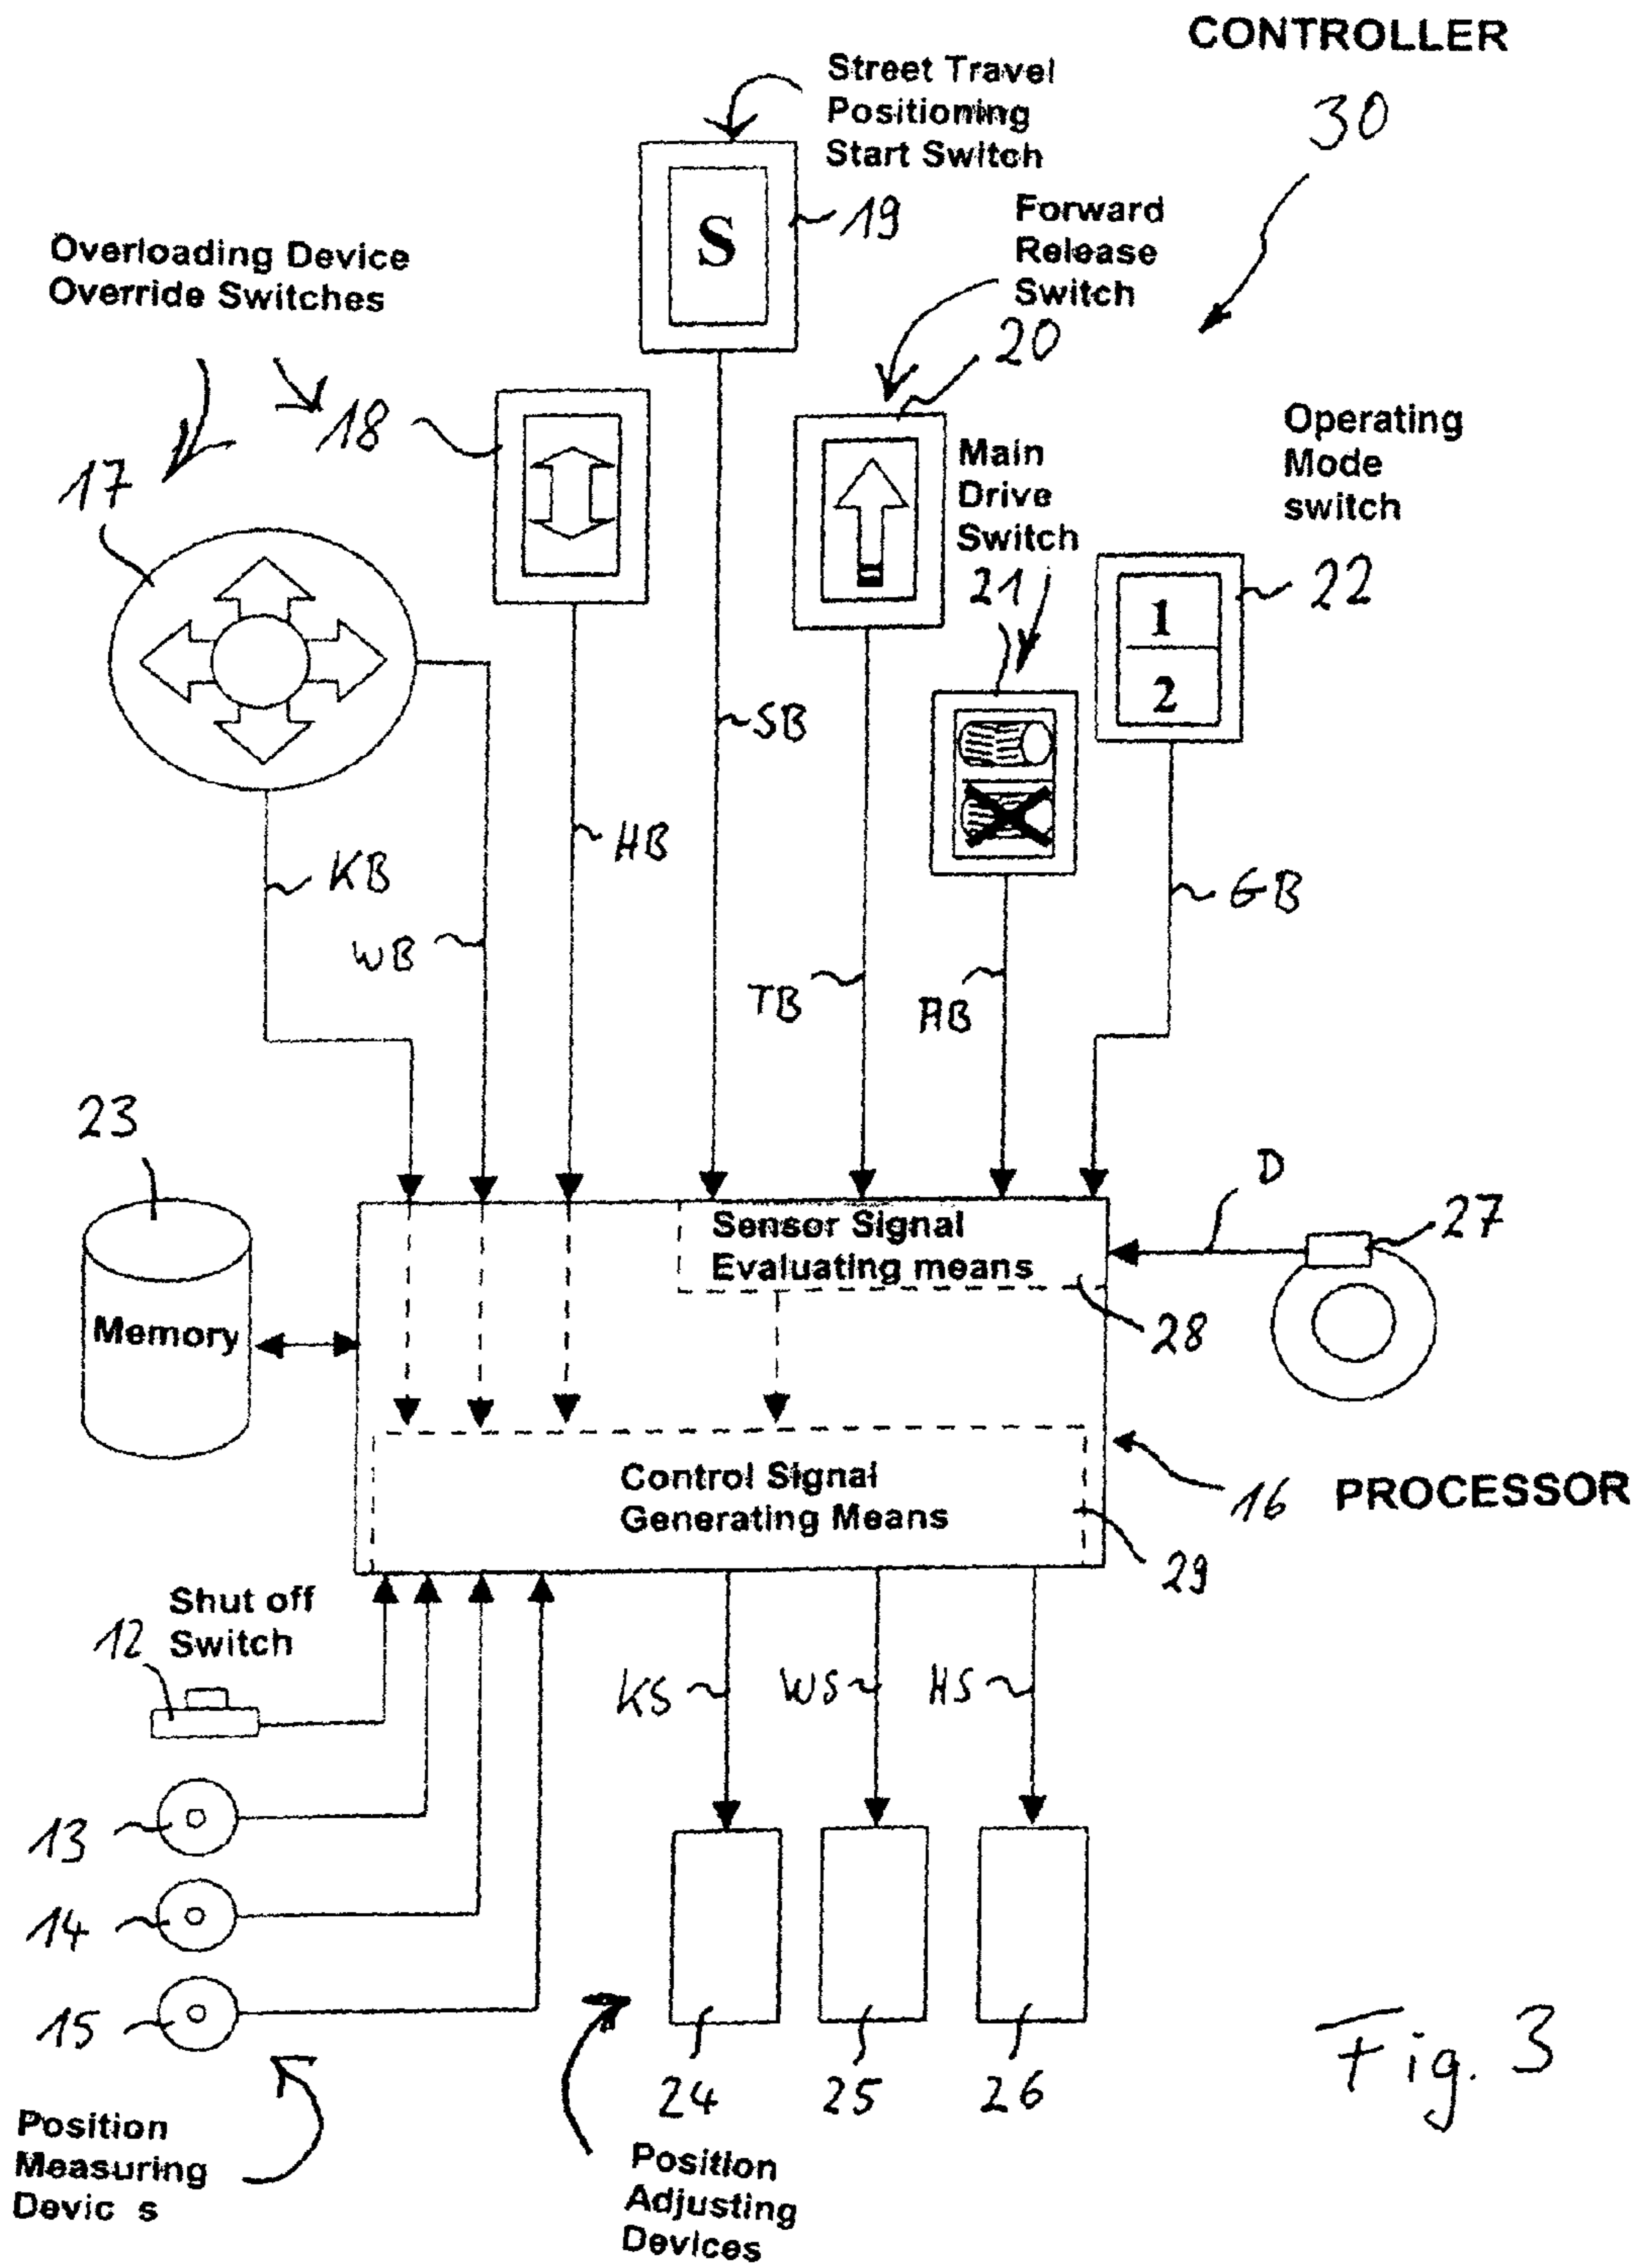 CONTROLLER
30
Street Travel
Positioning
Start Switch
S
19
Forward
Release
Switch
20
Overloading Device
Override Switches
18
17
Main
Drive
Switch
21
Operating
Mode
switch
22
1
2
SB
HB
KB
WB
TB
AB
GB
23
Memory
Sensor Signal
Evaluating means
28
D
27
Control Signal
Generating Means
29
16 PROCESSOR
Shut off
Switch
12
13
14
15
KS
WS
HS
24
25
26
Position
Measuring
Devic s
Position
Adjusting
Devices
Fig. 3